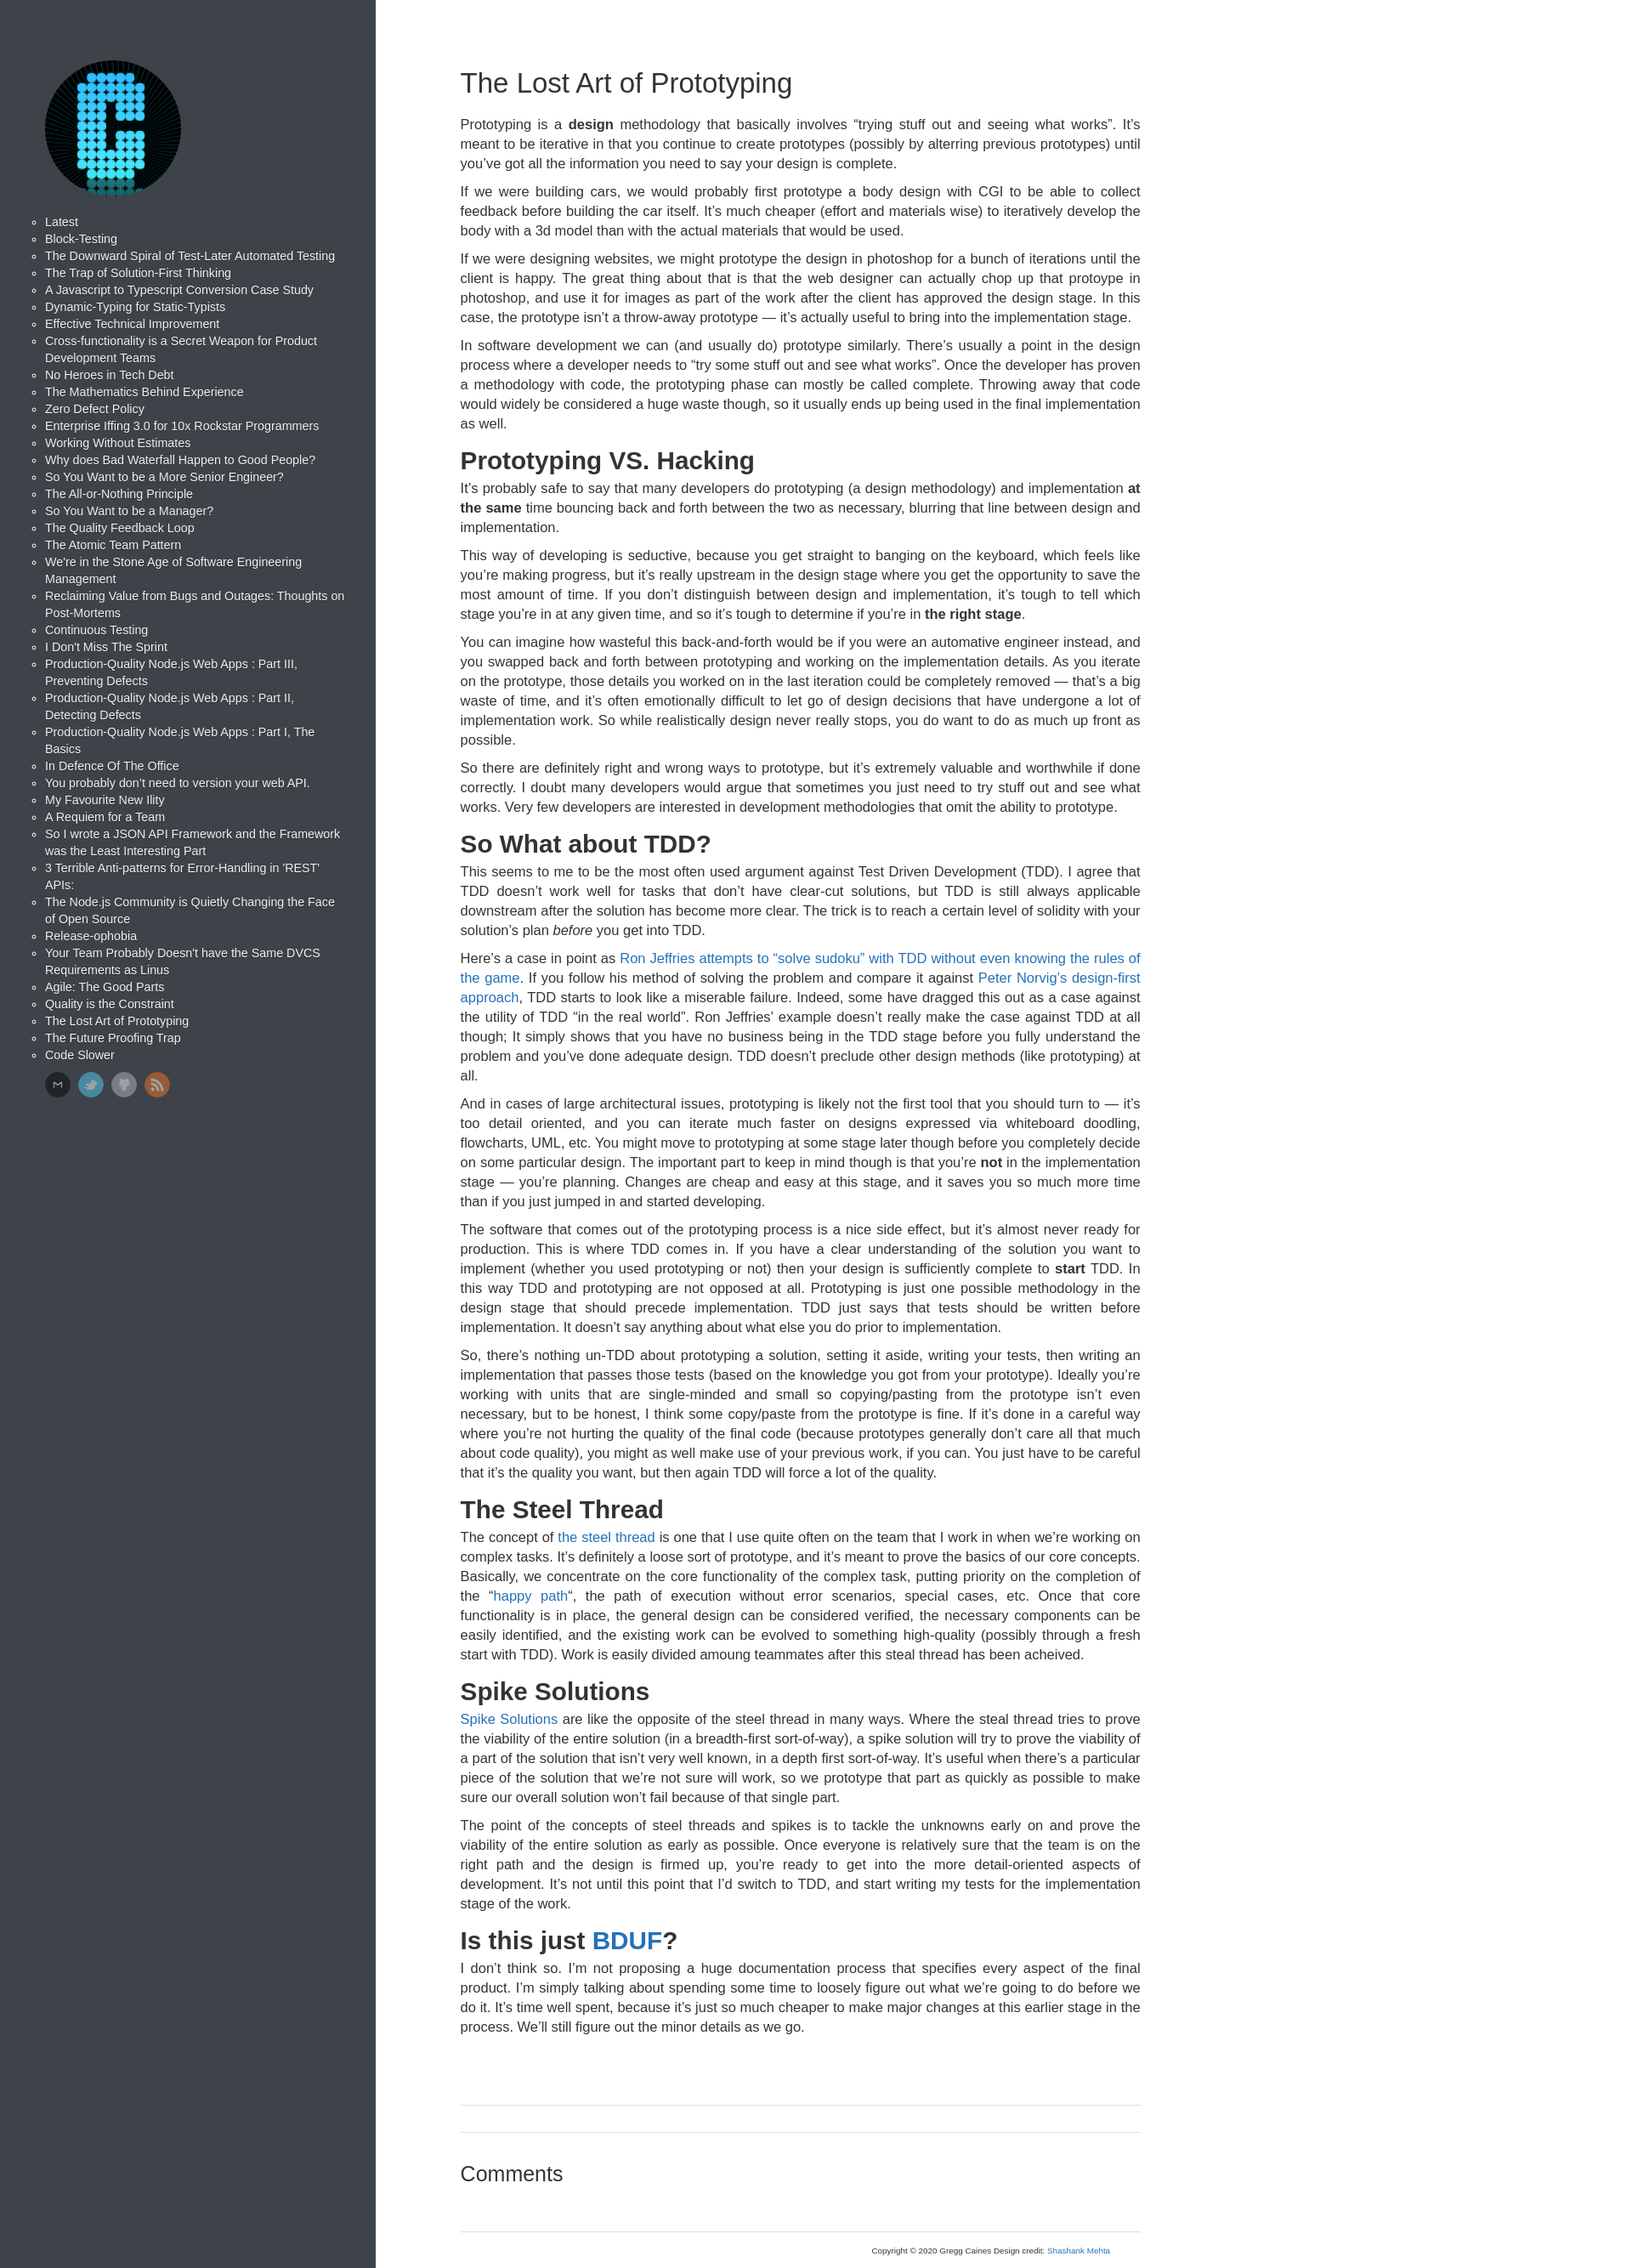 Latest
Block-Testing
The Downward Spiral of Test-Later Automated Testing
The Trap of Solution-First Thinking
A Javascript to Typescript Conversion Case Study
Dynamic-Typing for Static-Typists
Effective Technical Improvement
Cross-functionality is a Secret Weapon for Product
Development Teams
No Heroes in Tech Debt
The Mathematics Behind Experience
Zero Defect Policy
Enterprise Iffing 3.0 for 10x Rockstar Programmers
Working Without Estimates
Why does Bad Waterfall Happen to Good People?
So You Want to be a More Senior Engineer?
The All-or-Nothing Principle
So You Want to be a Manager?
The Quality Feedback Loop
The Atomic Team Pattern
We're in the Stone Age of Software Engineering
Management
Reclaiming Value from Bugs and Outages: Thoughts on
Post-Mortems
Continuous Testing
I Don't Miss The Sprint
Production-Quality Node.js Web Apps : Part III,
Preventing Defects
Production-Quality Node.js Web Apps : Part II,
Detecting Defects
Production-Quality Node.js Web Apps : Part I, The
Basics
In Defence Of The Office
You probably don’t need to version your web API.
My Favourite New Ility
A Requiem for a Team
So I wrote a JSON API Framework and the Framework
was the Least Interesting Part
3 Terrible Anti-patterns for Error-Handling in 'REST'
APIs:
The Node.js Community is Quietly Changing the Face
of Open Source
Release-ophobia
Your Team Probably Doesn't have the Same DVCS
Requirements as Linus
Agile: The Good Parts
Quality is the Constraint
The Lost Art of Prototyping
The Future Proofing Trap
Code Slower
The Lost Art of Prototyping
Prototyping is a design methodology that basically involves “trying stuff out and seeing what works”. It’s
meant to be iterative in that you continue to create prototypes (possibly by alterring previous prototypes) until
you’ve got all the information you need to say your design is complete.
If we were building cars, we would probably first prototype a body design with CGI to be able to collect
feedback before building the car itself. It’s much cheaper (effort and materials wise) to iteratively develop the
body with a 3d model than with the actual materials that would be used.
If we were designing websites, we might prototype the design in photoshop for a bunch of iterations until the
client is happy. The great thing about that is that the web designer can actually chop up that protoype in
photoshop, and use it for images as part of the work after the client has approved the design stage. In this
case, the prototype isn’t a throw-away prototype — it’s actually useful to bring into the implementation stage.
In software development we can (and usually do) prototype similarly. There’s usually a point in the design
process where a developer needs to “try some stuff out and see what works”. Once the developer has proven
a methodology with code, the prototyping phase can mostly be called complete. Throwing away that code
would widely be considered a huge waste though, so it usually ends up being used in the final implementation
as well.
Prototyping VS. Hacking
It’s probably safe to say that many developers do prototyping (a design methodology) and implementation at
the same time bouncing back and forth between the two as necessary, blurring that line between design and
implementation.
This way of developing is seductive, because you get straight to banging on the keyboard, which feels like
you’re making progress, but it’s really upstream in the design stage where you get the opportunity to save the
most amount of time. If you don’t distinguish between design and implementation, it’s tough to tell which
stage you’re in at any given time, and so it’s tough to determine if you’re in the right stage.
You can imagine how wasteful this back-and-forth would be if you were an automative engineer instead, and
you swapped back and forth between prototyping and working on the implementation details. As you iterate
on the prototype, those details you worked on in the last iteration could be completely removed — that’s a big
waste of time, and it’s often emotionally difficult to let go of design decisions that have undergone a lot of
implementation work. So while realistically design never really stops, you do want to do as much up front as
possible.
So there are definitely right and wrong ways to prototype, but it’s extremely valuable and worthwhile if done
correctly. I doubt many developers would argue that sometimes you just need to try stuff out and see what
works. Very few developers are interested in development methodologies that omit the ability to prototype.
So What about TDD?
This seems to me to be the most often used argument against Test Driven Development (TDD). I agree that
TDD doesn’t work well for tasks that don’t have clear-cut solutions, but TDD is still always applicable
downstream after the solution has become more clear. The trick is to reach a certain level of solidity with your
solution’s plan before you get into TDD.
Here’s a case in point as Ron Jeffries attempts to “solve sudoku” with TDD without even knowing the rules of
the game. If you follow his method of solving the problem and compare it against Peter Norvig’s design-first
approach, TDD starts to look like a miserable failure. Indeed, some have dragged this out as a case against
the utility of TDD “in the real world”. Ron Jeffries’ example doesn’t really make the case against TDD at all
though; It simply shows that you have no business being in the TDD stage before you fully understand the
problem and you’ve done adequate design. TDD doesn’t preclude other design methods (like prototyping) at
all.
And in cases of large architectural issues, prototyping is likely not the first tool that you should turn to — it’s
too detail oriented, and you can iterate much faster on designs expressed via whiteboard doodling,
flowcharts, UML, etc. You might move to prototyping at some stage later though before you completely decide
on some particular design. The important part to keep in mind though is that you’re not in the implementation
stage — you’re planning. Changes are cheap and easy at this stage, and it saves you so much more time
than if you just jumped in and started developing.
The software that comes out of the prototyping process is a nice side effect, but it’s almost never ready for
production. This is where TDD comes in. If you have a clear understanding of the solution you want to
implement (whether you used prototyping or not) then your design is sufficiently complete to start TDD. In
this way TDD and prototyping are not opposed at all. Prototyping is just one possible methodology in the
design stage that should precede implementation. TDD just says that tests should be written before
implementation. It doesn’t say anything about what else you do prior to implementation.
So, there’s nothing un-TDD about prototyping a solution, setting it aside, writing your tests, then writing an
implementation that passes those tests (based on the knowledge you got from your prototype). Ideally you’re
working with units that are single-minded and small so copying/pasting from the prototype isn’t even
necessary, but to be honest, I think some copy/paste from the prototype is fine. If it’s done in a careful way
where you’re not hurting the quality of the final code (because prototypes generally don’t care all that much
about code quality), you might as well make use of your previous work, if you can. You just have to be careful
that it’s the quality you want, but then again TDD will force a lot of the quality.
The Steel Thread
The concept of the steel thread is one that I use quite often on the team that I work in when we’re working on
complex tasks. It’s definitely a loose sort of prototype, and it’s meant to prove the basics of our core concepts.
Basically, we concentrate on the core functionality of the complex task, putting priority on the completion of
the “happy path“, the path of execution without error scenarios, special cases, etc. Once that core
functionality is in place, the general design can be considered verified, the necessary components can be
easily identified, and the existing work can be evolved to something high-quality (possibly through a fresh
start with TDD). Work is easily divided amoung teammates after this steal thread has been acheived.
Spike Solutions
Spike Solutions are like the opposite of the steel thread in many ways. Where the steal thread tries to prove
the viability of the entire solution (in a breadth-first sort-of-way), a spike solution will try to prove the viability of
a part of the solution that isn’t very well known, in a depth first sort-of-way. It’s useful when there’s a particular
piece of the solution that we’re not sure will work, so we prototype that part as quickly as possible to make
sure our overall solution won’t fail because of that single part.
The point of the concepts of steel threads and spikes is to tackle the unknowns early on and prove the
viability of the entire solution as early as possible. Once everyone is relatively sure that the team is on the
right path and the design is firmed up, you’re ready to get into the more detail-oriented aspects of
development. It’s not until this point that I’d switch to TDD, and start writing my tests for the implementation
stage of the work.
Is this just BDUF?
I don’t think so. I’m not proposing a huge documentation process that specifies every aspect of the final
product. I’m simply talking about spending some time to loosely figure out what we’re going to do before we
do it. It’s time well spent, because it’s just so much cheaper to make major changes at this earlier stage in the
process. We’ll still figure out the minor details as we go.
Comments
Copyright © 2020 Gregg Caines Design credit: Shashank Mehta